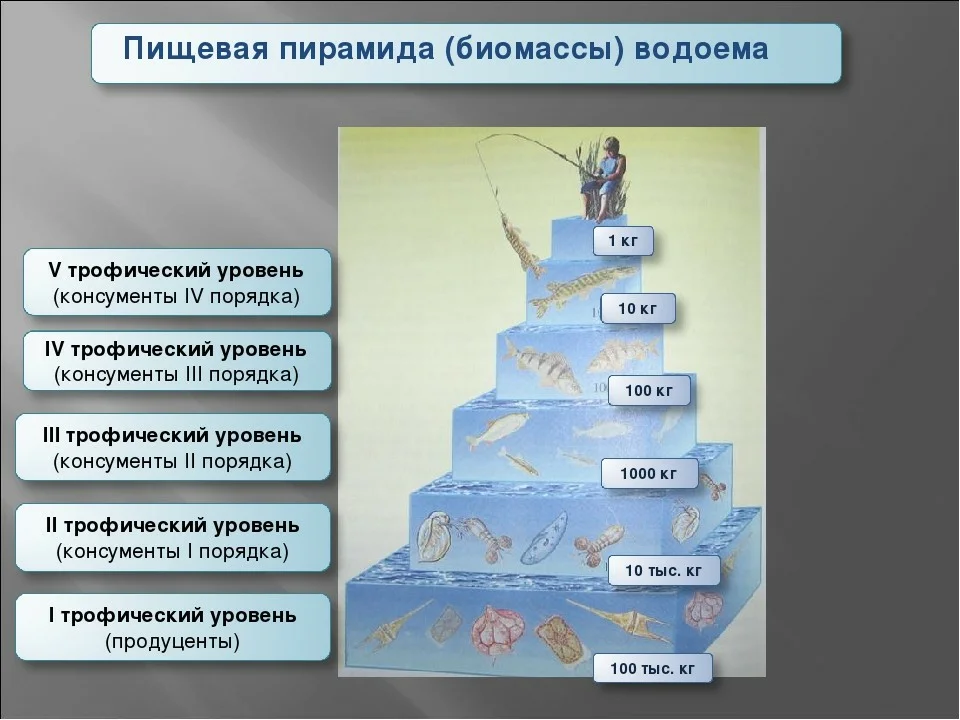 Пищевая пирамида (биомассы) водоема
1 кг
V трофический уровень
(консументы IV порядка)
10 кг
IV трофический уровень
(консументы III порядка)
100 кг
III трофический уровень
(консументы II порядка)
1000 кг
II трофический уровень
(консументы I порядка)
10 тыс. кг
I трофический уровень
(продуценты)
100 тыс. кг